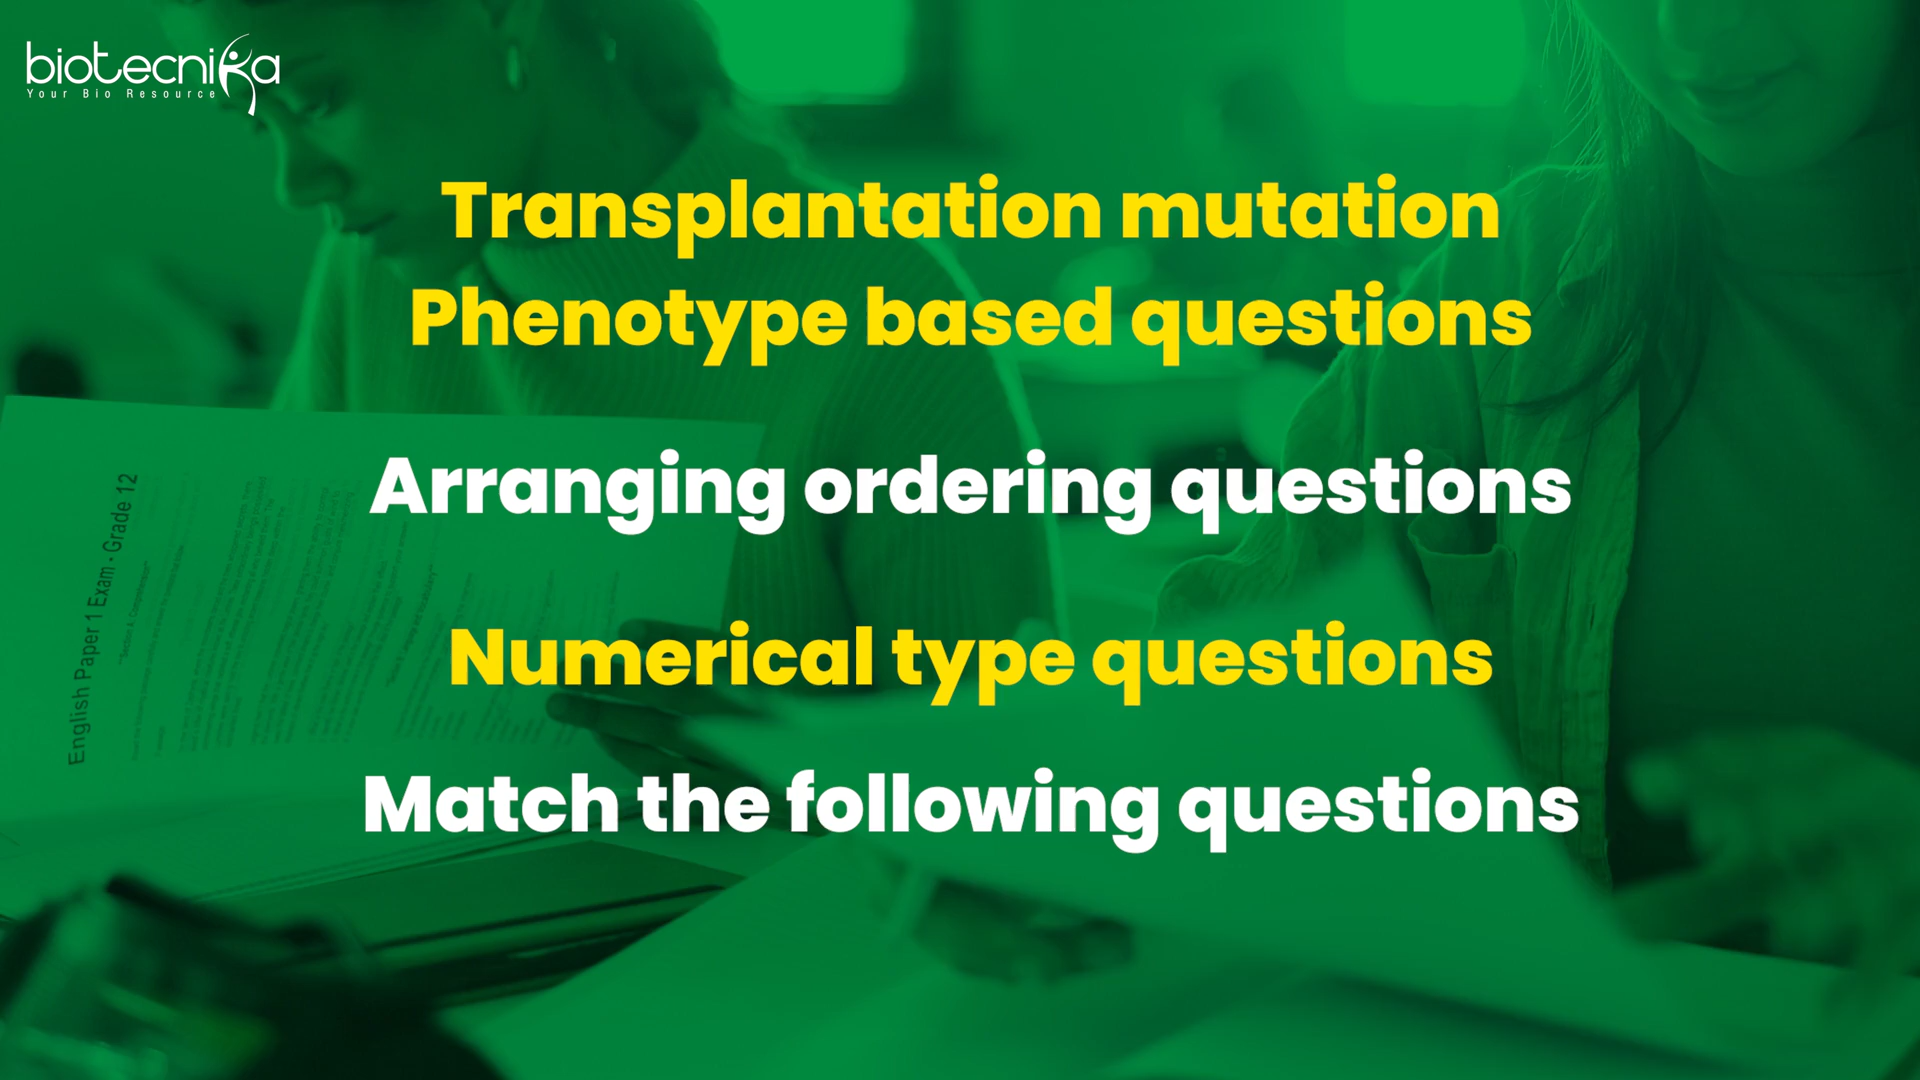 biotecnika
Your Bio Resource
Transplantation mutation
Phenotype based questions
Arranging ordering questions
Numerical type questions
Match the following questions
English Paper 1 Exam - Grade 12